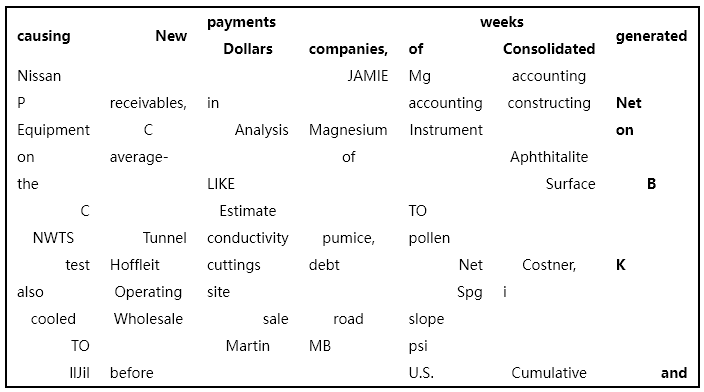 payments weeks
causing New generated
Dollars companies, of Consolidated
Nissan JAMIE Mg accounting
P receivables, in accounting constructing Net
Equipment C Analysis Magnesium Instrument on
on average- of Aphthitalite
the LIKE Surface B
C Estimate TO
NWTS Tunnel conductivity pumice, pollen
test Hoffleit cuttings debt Net Costner, K
also Operating site Spg i
cooled Wholesale sale road slope
TO Martin MB psi
IlJil before U.S. Cumulative and